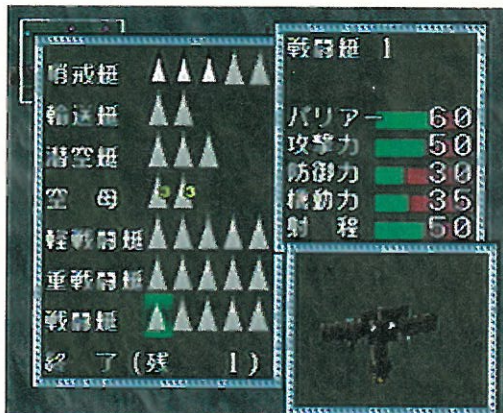 哨戒艇
輸送艇
潜空艇
空 母 3 3
軽戦闘艇
重戦闘艇
戦闘艇
終 了(残 1)
戦闘艇 1
バリアー 60
攻撃力 50
防御力 30
機動力 35
射 程 50